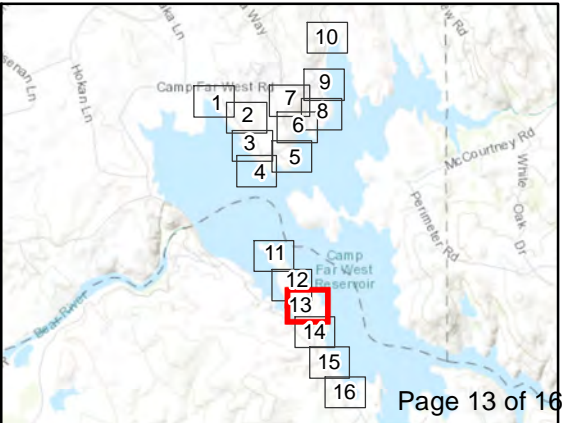 10
9
Camp Far West Rd
1
7
8
2
6
3
5
4
Hokan Ln
McCourtney Rd
White Oak Dr
Perimeter Rd
11
Camp
Far West
Reservoir
12
13
Bear River
14
15
16
Page 13 of 16